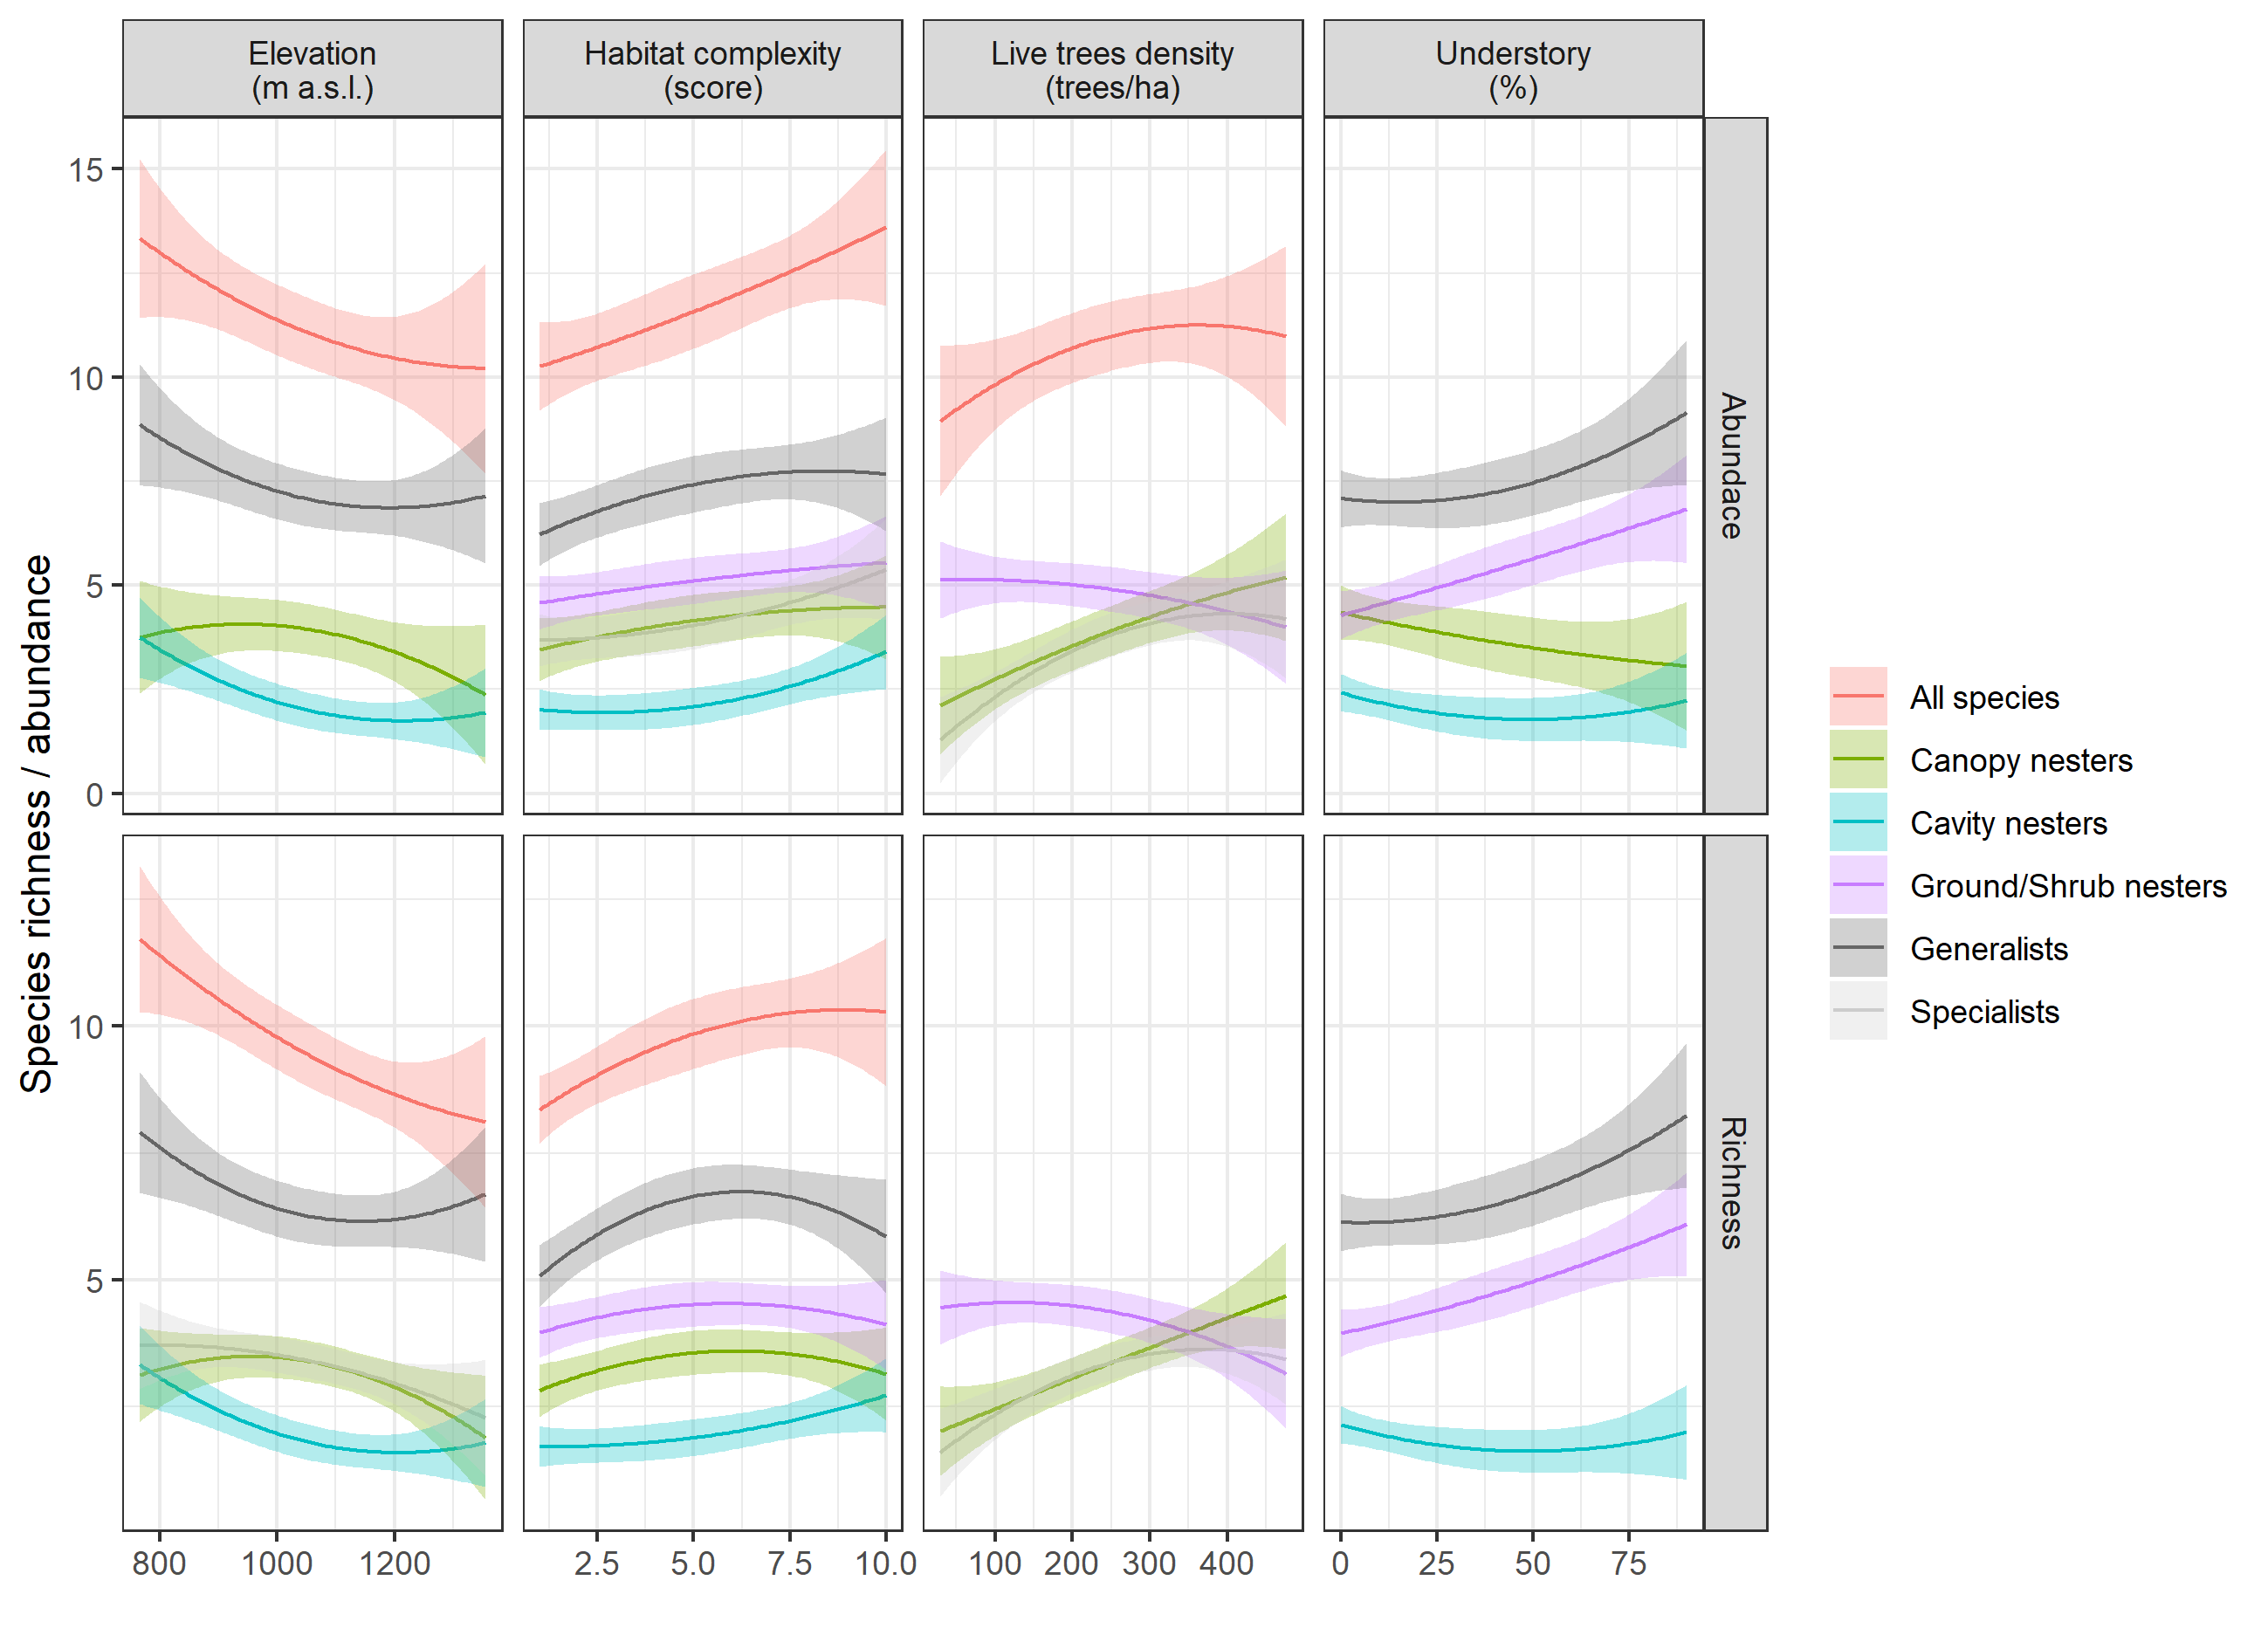 Elevation
(m a.s.l.)
Habitat complexity
(score)
Live trees density
(trees/ha)
Understory
(%)
15
10
5
0
Abundace
Species richness / abundance
10
5
Richness
800 1000 1200
2.5 5.0 7.5 10.0
100 200 300 400
0 25 50 75
All species
Canopy nesters
Cavity nesters
Ground/Shrub nesters
Generalists
Specialists